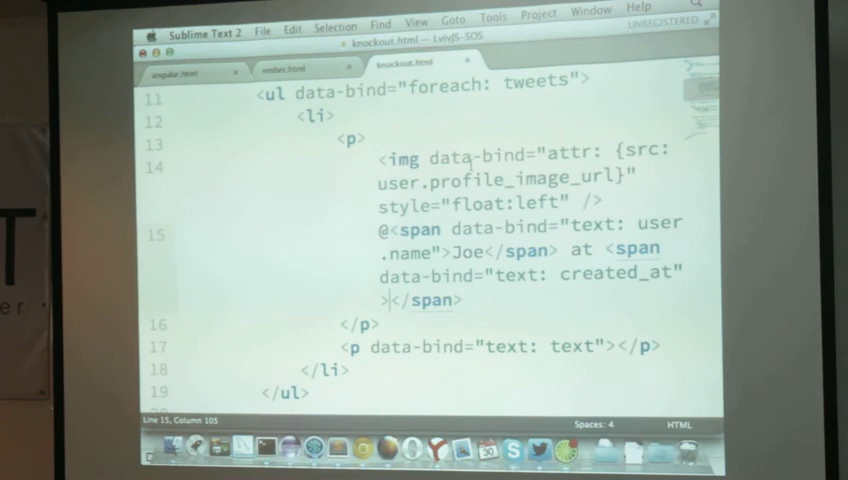 Sublime Text 2 File Edit Selection Find View Goto Tools Project Window Help
knockout.html — LvivJS-SOS
UNREGISTERED
angular.html ember.html knockout.html
11 <ul data-bind="foreach: tweets">
12 <li>
13 <p>
14 <img data-bind="attr: {src:
user.profile_image_url}"
style="float:left" />
15 @<span data-bind="text: user
.name">Joe</span> at <span
data-bind="text: created_at"
></span>
16 </p>
17 <p data-bind="text: text"></p>
18 </li>
19 </ul>
Line 15, Column 105 Spaces: 4 HTML
30
T
er